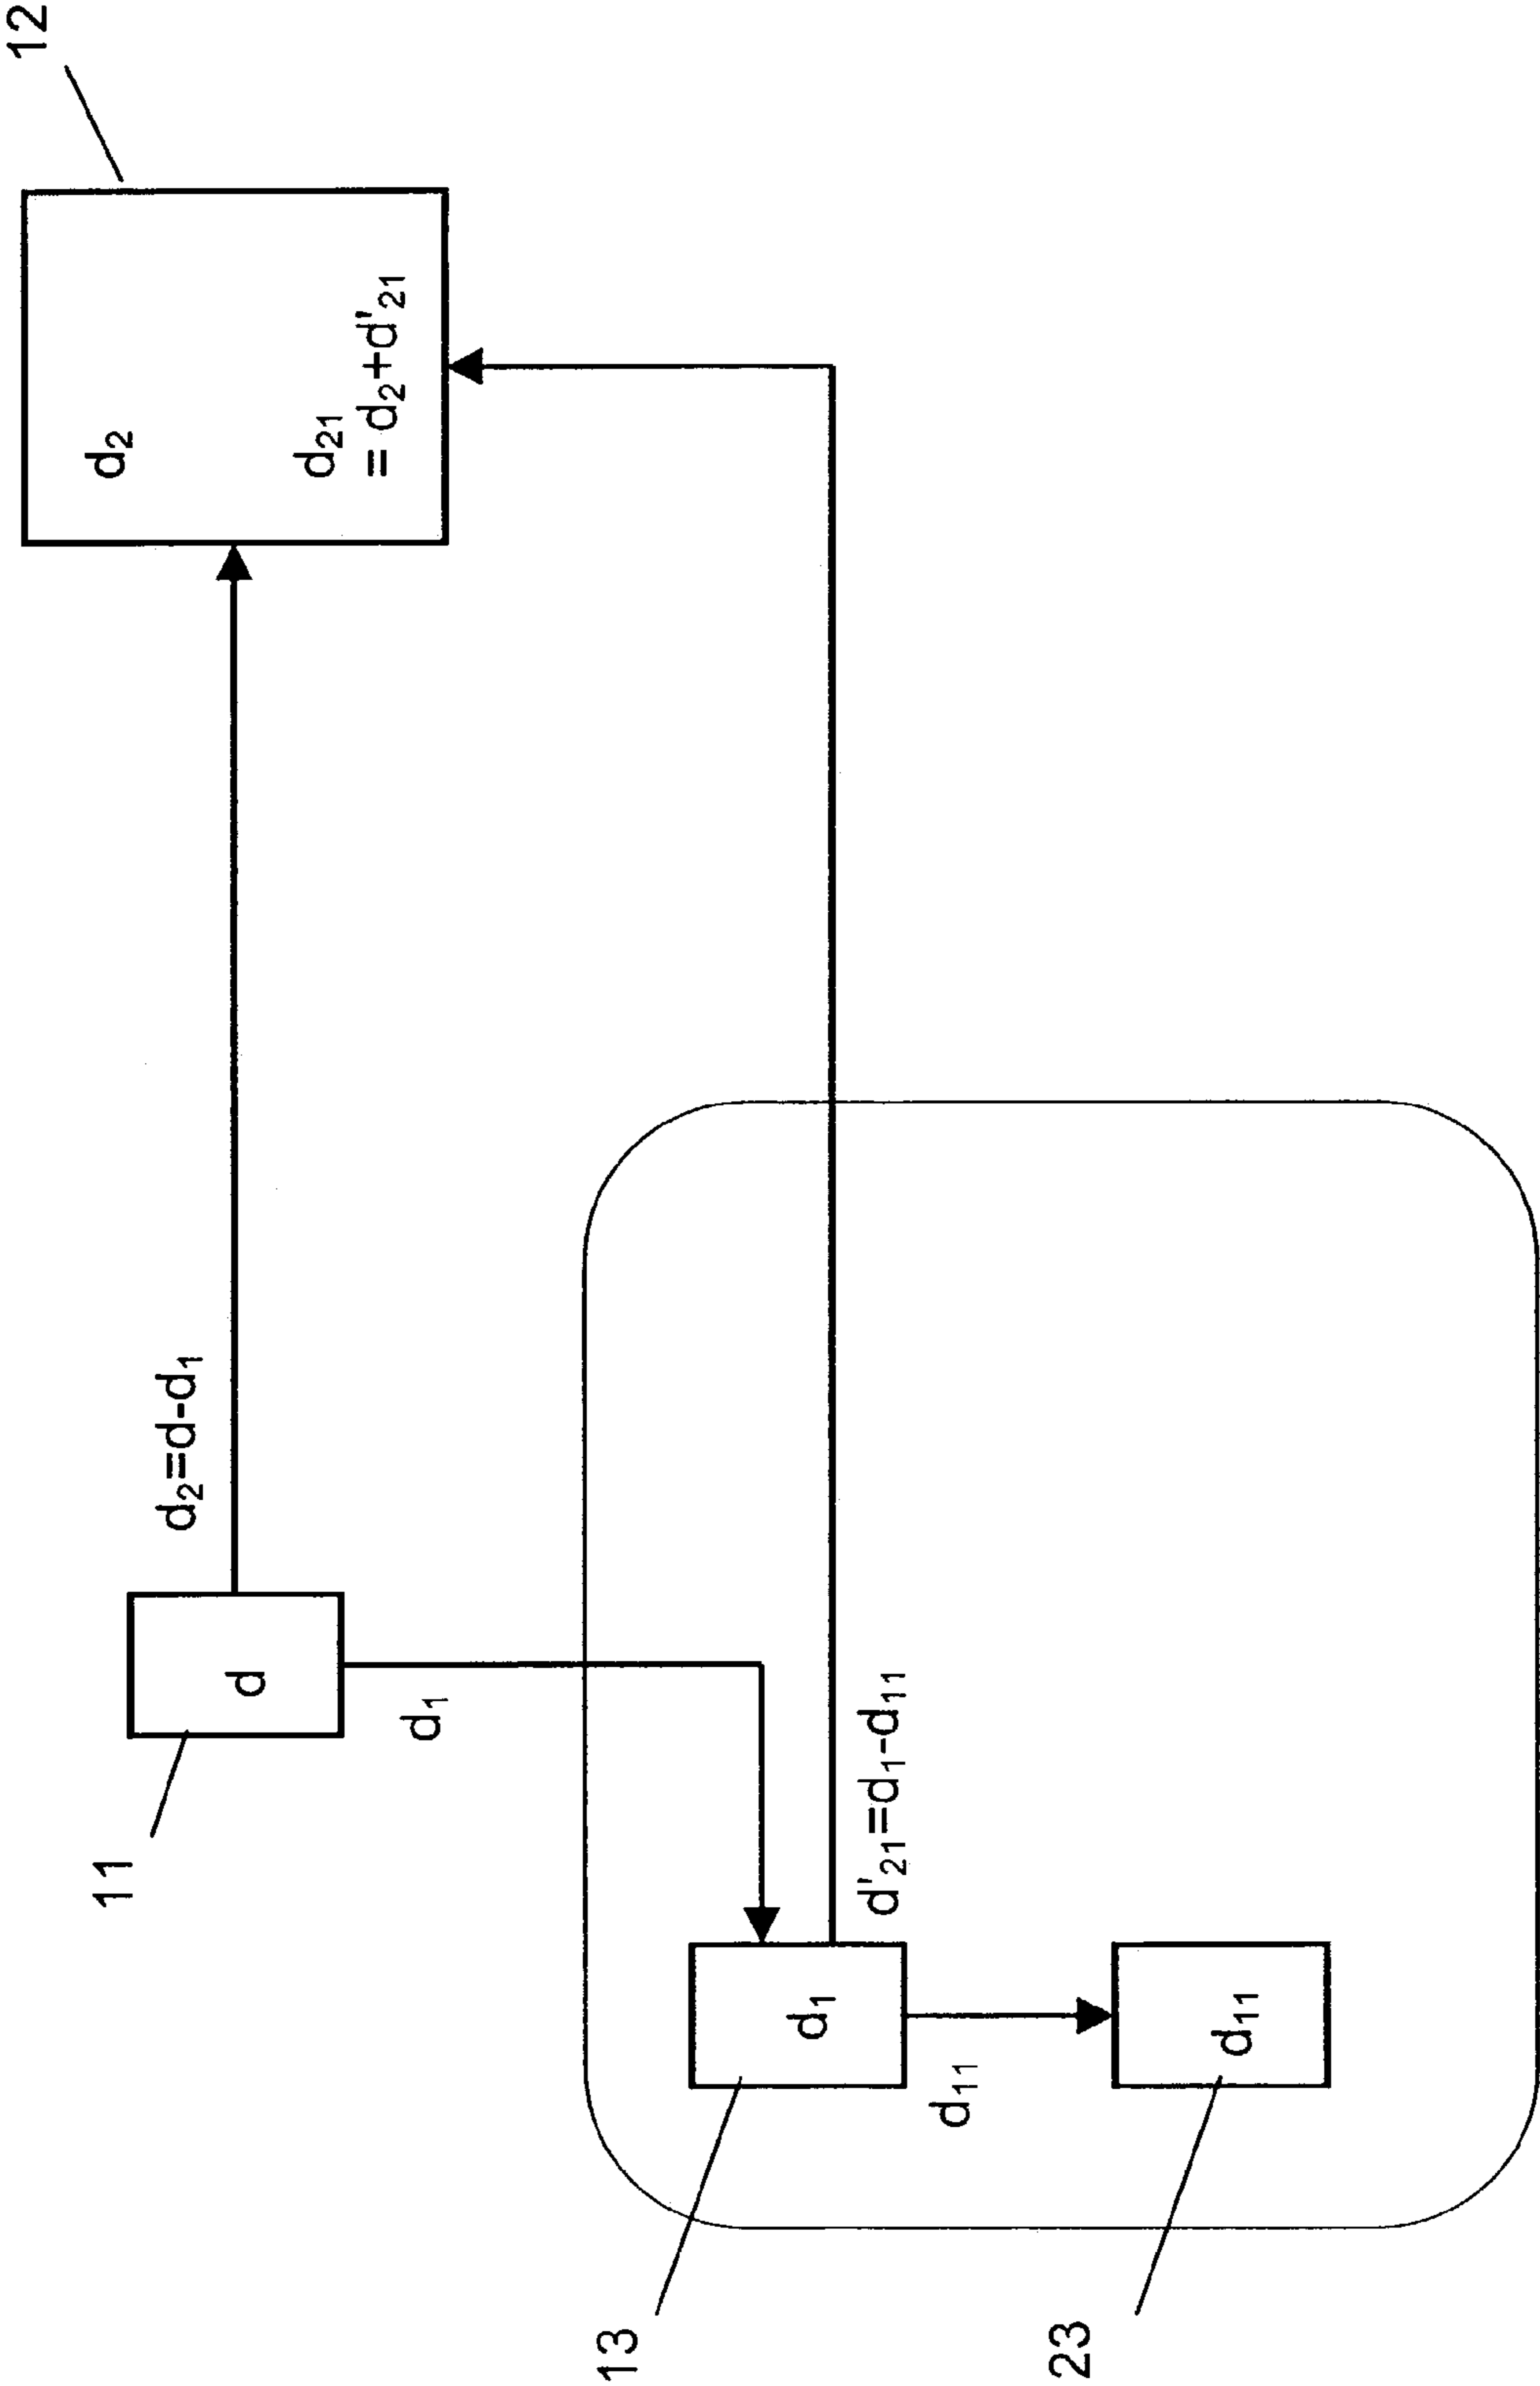 12
d₂
d₂₁
= d₂+d'₂₁
d₂=d-d₁
11
d
d₁
d'₂₁=d₁-d₁₁
13
d₁
d₁₁
23
d₁₁